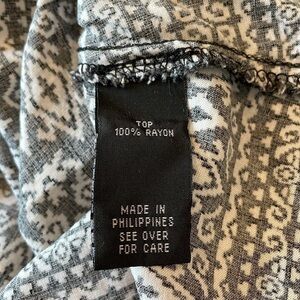 TOP
100% RAYON
MADE IN
PHILIPPINES
SEE OVER
FOR CARE